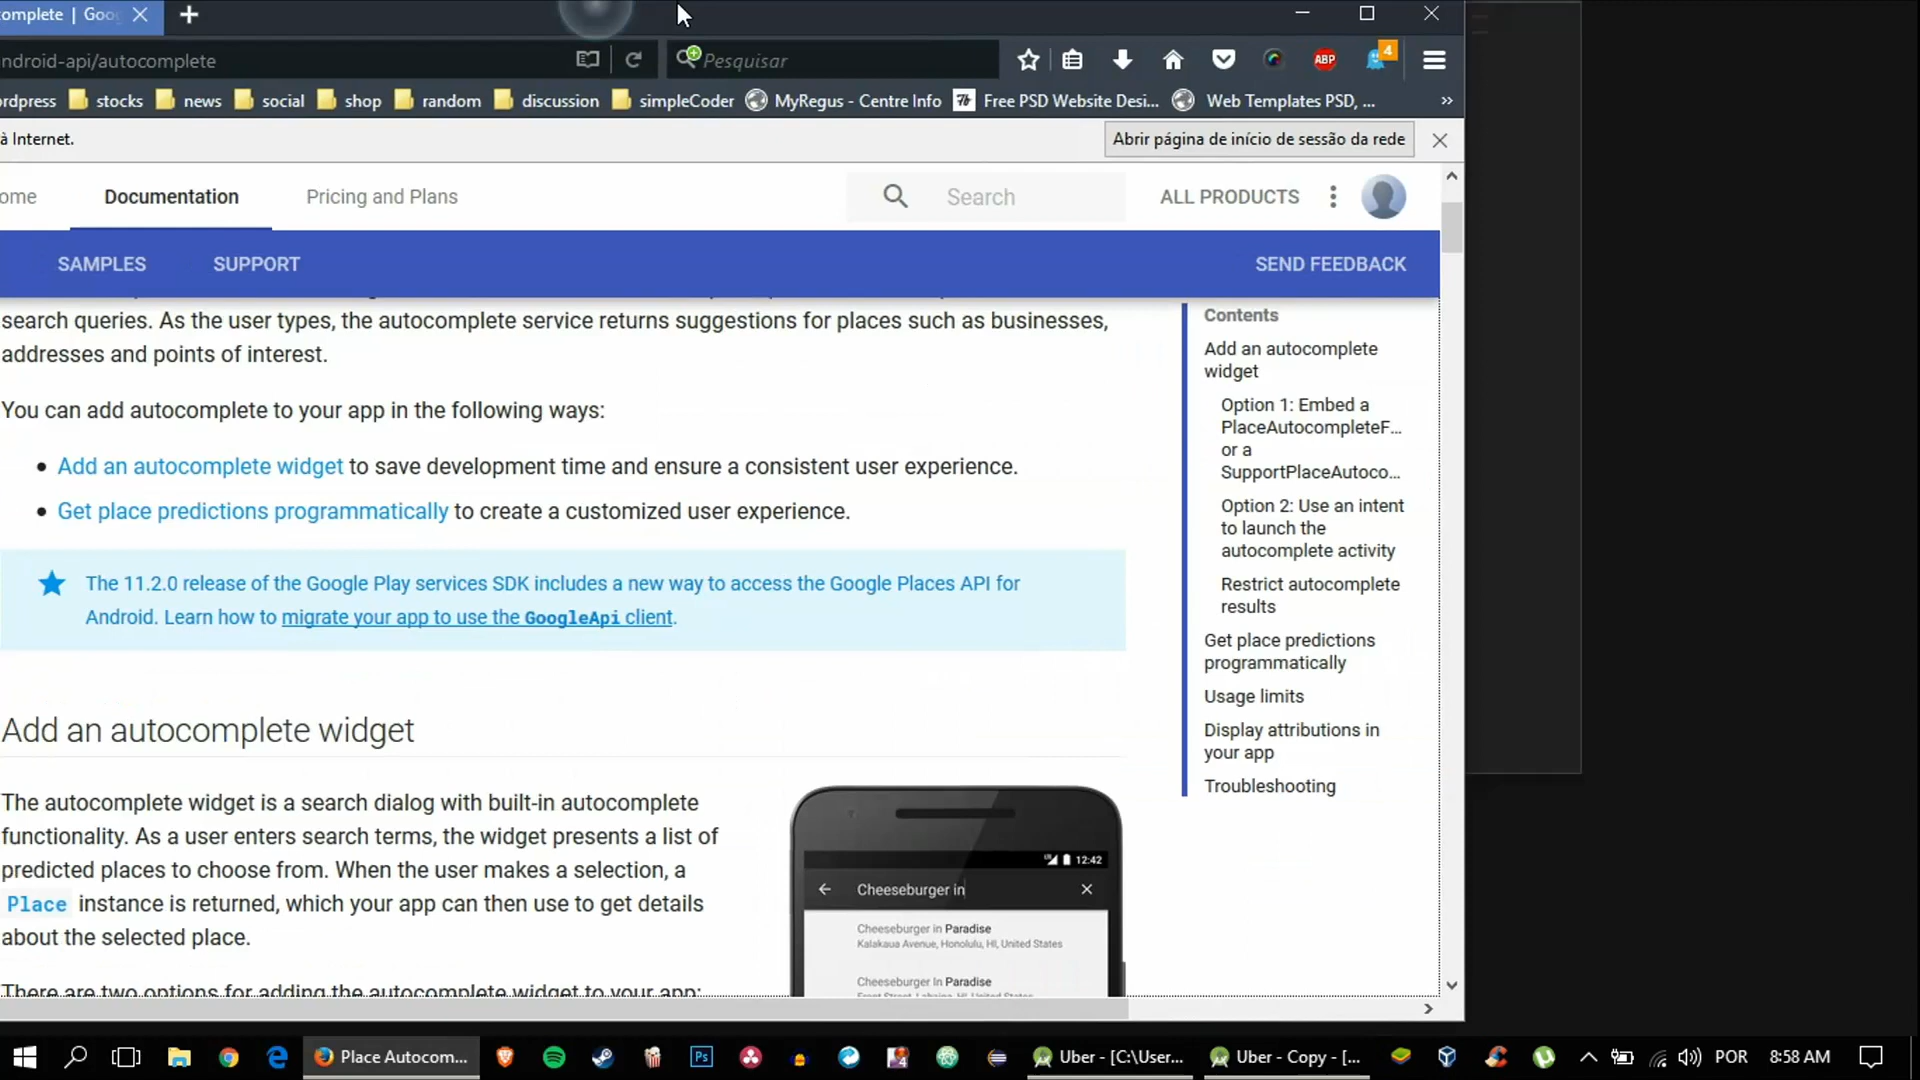 omplete | Goo
ndroid-api/autocomplete
Pesquisar
ABP
4
rdpress stocks news social shop random discussion simpleCoder MyRegus - Centre Info Free PSD Website Desi... Web Templates PSD, ... »
à Internet.
Abrir página de início de sessão da rede
ome Documentation Pricing and Plans Search ALL PRODUCTS
SAMPLES SUPPORT SEND FEEDBACK
search queries. As the user types, the autocomplete service returns suggestions for places such as businesses,
addresses and points of interest.
You can add autocomplete to your app in the following ways:
• Add an autocomplete widget to save development time and ensure a consistent user experience.
• Get place predictions programmatically to create a customized user experience.
The 11.2.0 release of the Google Play services SDK includes a new way to access the Google Places API for
Android. Learn how to migrate your app to use the GoogleApi client.
Add an autocomplete widget
The autocomplete widget is a search dialog with built-in autocomplete
functionality. As a user enters search terms, the widget presents a list of
predicted places to choose from. When the user makes a selection, a
Place instance is returned, which your app can then use to get details
about the selected place.
There are two options for adding the autocomplete widget to your app:
12:42
Cheeseburger in
Cheeseburger in Paradise
Kalakaua Avenue, Honolulu, HI, United States
Cheeseburger In Paradise
Front Street, Lahaina, HI, United States
Contents
Add an autocomplete
widget
Option 1: Embed a
PlaceAutocompleteF...
or a
SupportPlaceAutoco...
Option 2: Use an intent
to launch the
autocomplete activity
Restrict autocomplete
results
Get place predictions
programmatically
Usage limits
Display attributions in
your app
Troubleshooting
Place Autocom... Ps Uber - [C:\User... Uber - Copy - [... POR 8:58 AM